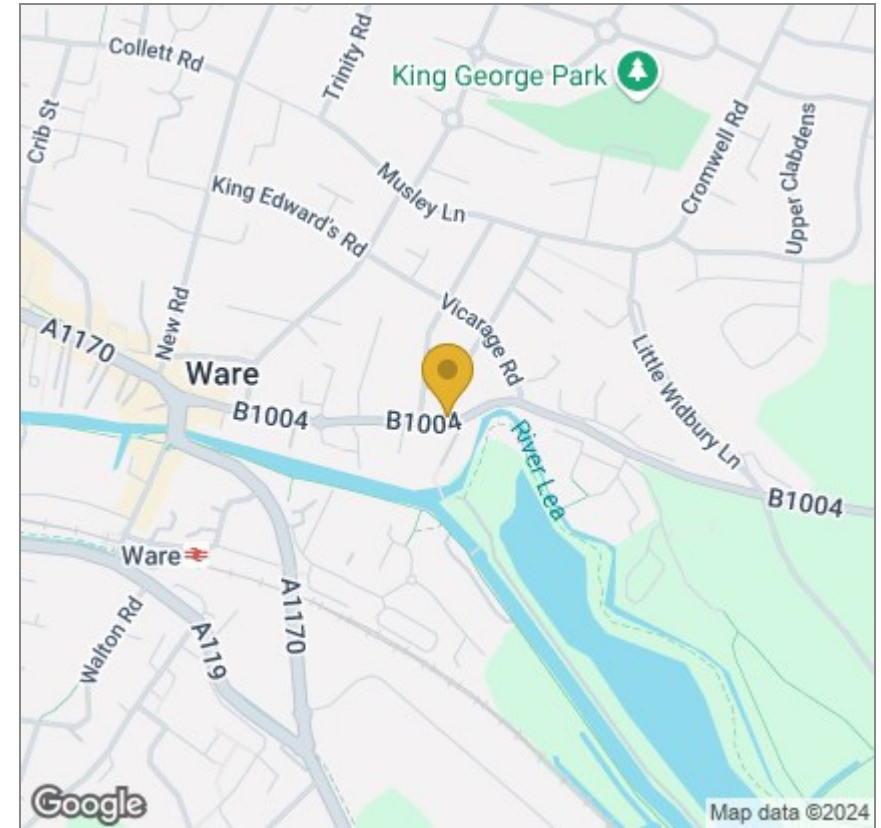 Collett Rd
Trinity Rd
King George Park
Crib St
Cromwell Rd
Upper Clabdens
Musley Ln
King Edward's Rd
New Rd
Vicarage Rd
A1170
Ware
Little Widbury Ln
B1004
B1004
River Lea
B1004
Ware
A1170
Walton Rd
A119
Google
Map data ©2024